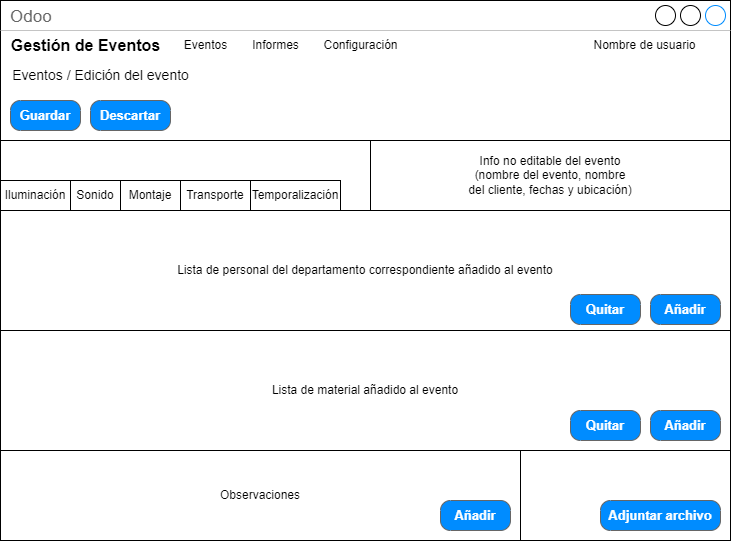 Odoo
Gestión de Eventos Eventos Informes Configuración Nombre de usuario
Eventos / Edición del evento
Guardar Descartar
Info no editable del evento
(nombre del evento, nombre
del cliente, fechas y ubicación)
Iluminación Sonido Montaje Transporte Temporalización
Lista de personal del departamento correspondiente añadido al evento
Quitar Añadir
Lista de material añadido al evento
Quitar Añadir
Observaciones
Añadir Adjuntar archivo